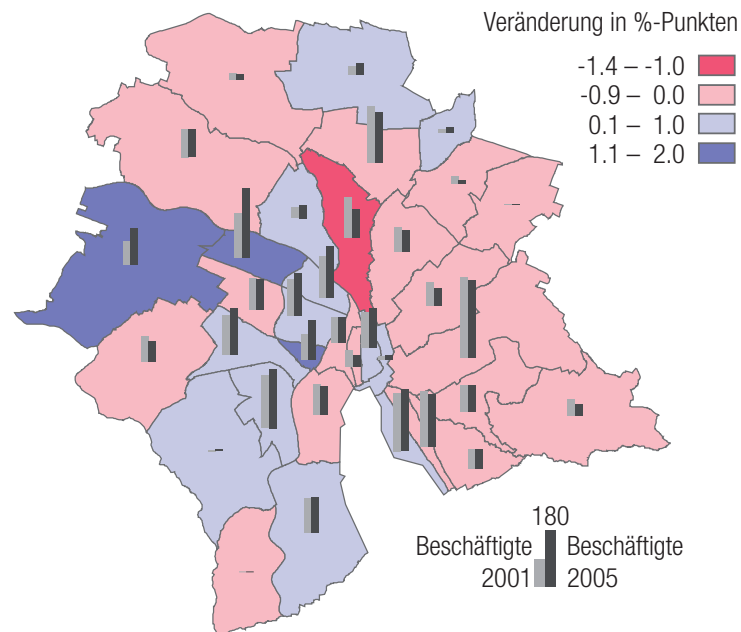 Veränderung in %-Punkten
-1.4 – -1.0
-0.9 – 0.0
0.1 – 1.0
1.1 – 2.0
180
Beschäftigte Beschäftigte
2001 2005